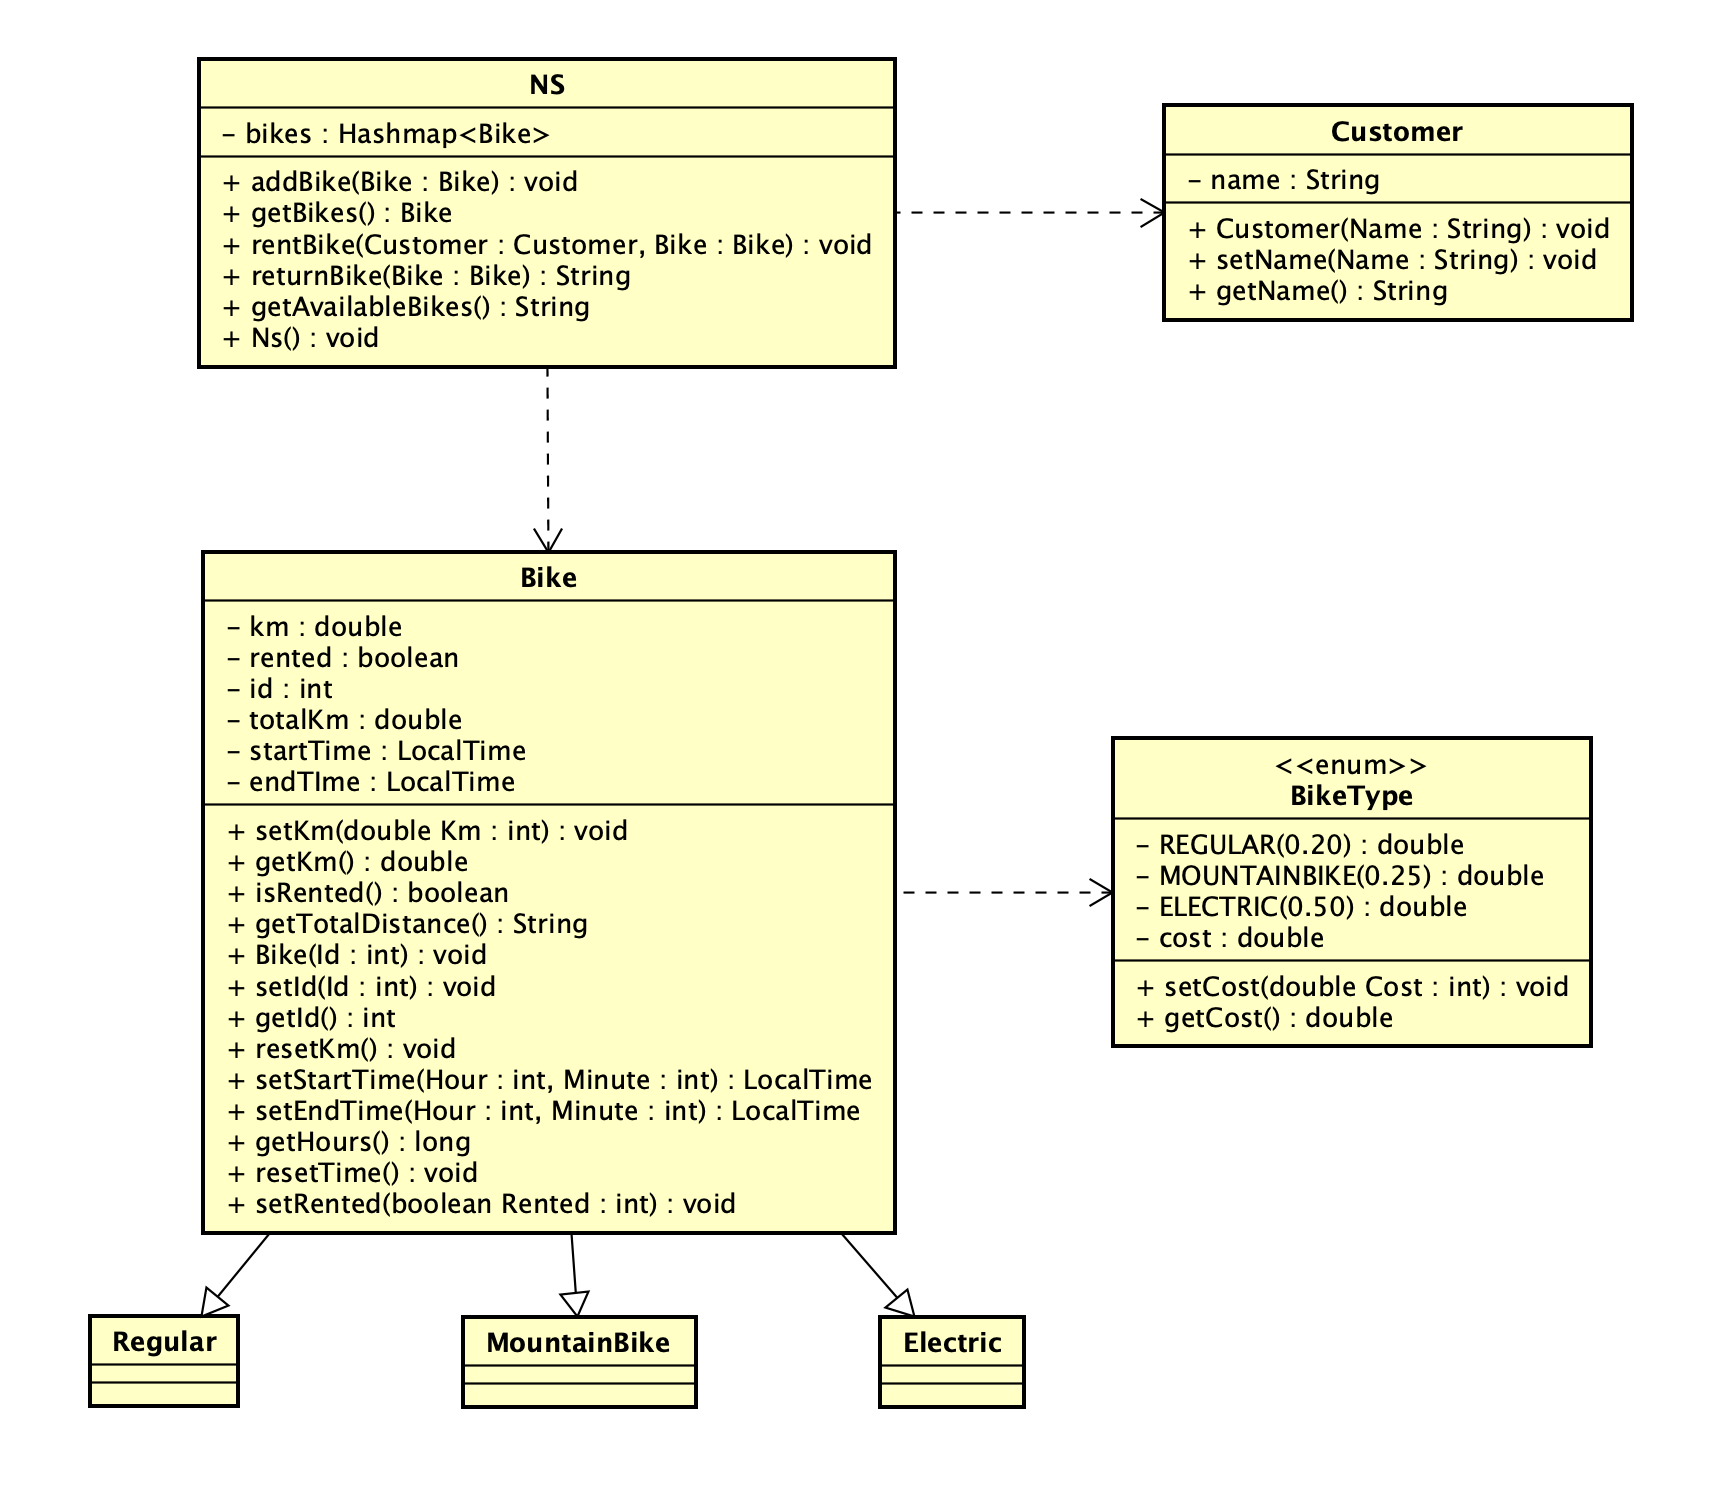 NS
– bikes : Hashmap<Bike>
+ addBike(Bike : Bike) : void
+ getBikes() : Bike
+ rentBike(Customer : Customer, Bike : Bike) : void
+ returnBike(Bike : Bike) : String
+ getAvailableBikes() : String
+ Ns() : void
Customer
– name : String
+ Customer(Name : String) : void
+ setName(Name : String) : void
+ getName() : String
Bike
– km : double
– rented : boolean
– id : int
– totalKm : double
– startTime : LocalTime
– endTIme : LocalTime
+ setKm(double Km : int) : void
+ getKm() : double
+ isRented() : boolean
+ getTotalDistance() : String
+ Bike(Id : int) : void
+ setId(Id : int) : void
+ getId() : int
+ resetKm() : void
+ setStartTime(Hour : int, Minute : int) : LocalTime
+ setEndTime(Hour : int, Minute : int) : LocalTime
+ getHours() : long
+ resetTime() : void
+ setRented(boolean Rented : int) : void
<<enum>>
BikeType
– REGULAR(0.20) : double
– MOUNTAINBIKE(0.25) : double
– ELECTRIC(0.50) : double
– cost : double
+ setCost(double Cost : int) : void
+ getCost() : double
Regular
MountainBike
Electric